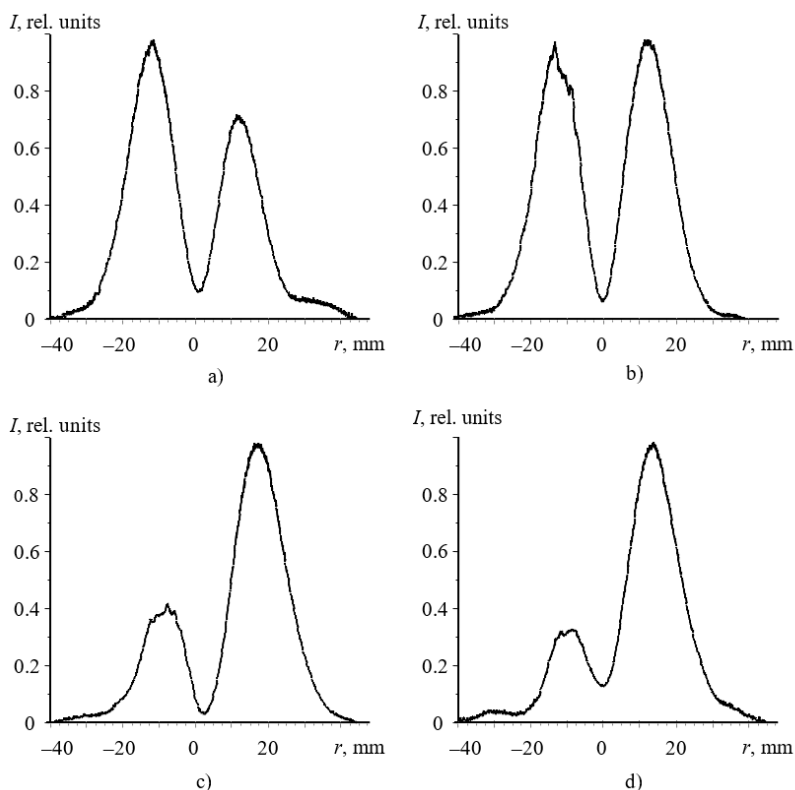 I, rel. units
0.8
0.6
0.4
0.2
0
–40 –20 0 20 r, mm
a)
I, rel. units
0.8
0.6
0.4
0.2
0
–40 –20 0 20 r, mm
b)
I, rel. units
0.8
0.6
0.4
0.2
0
–40 –20 0 20 r, mm
c)
I, rel. units
0.8
0.6
0.4
0.2
0
–40 –20 0 20 r, mm
d)